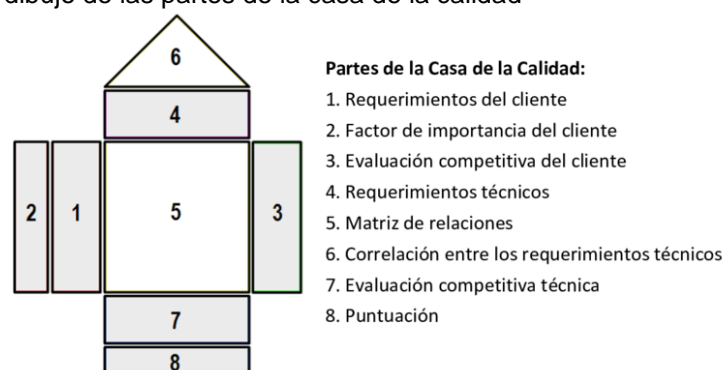 dibujo de las partes de la casa de la calidad
6
4
2
1
5
3
7
8
Partes de la Casa de la Calidad:
1. Requerimientos del cliente
2. Factor de importancia del cliente
3. Evaluación competitiva del cliente
4. Requerimientos técnicos
5. Matriz de relaciones
6. Correlación entre los requerimientos técnicos
7. Evaluación competitiva técnica
8. Puntuación